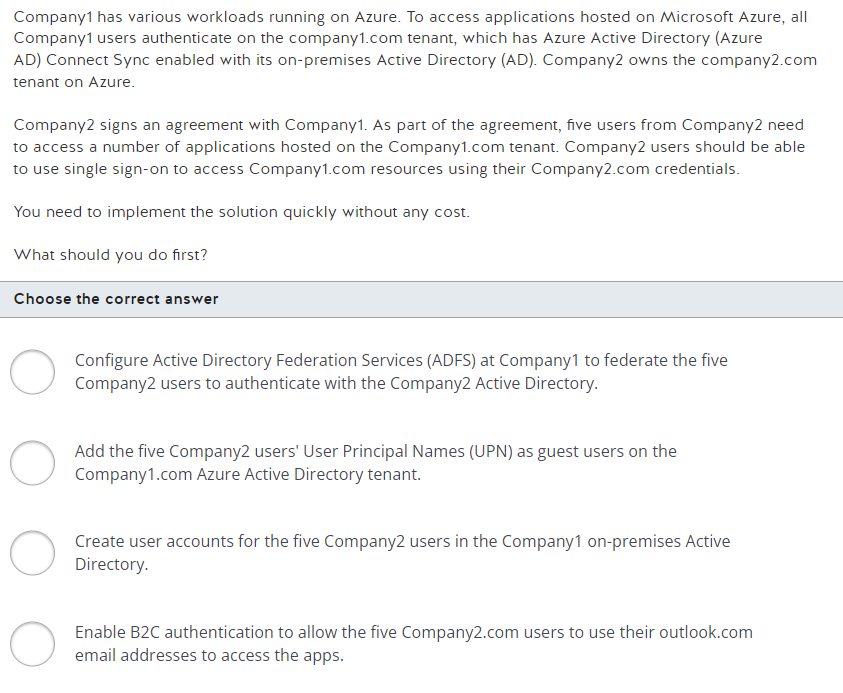 Company1 has various workloads running on Azure. To access applications hosted on Microsoft Azure, all
Company1 users authenticate on the company1.com tenant, which has Azure Active Directory (Azure
AD) Connect Sync enabled with its on-premises Active Directory (AD). Company2 owns the company2.com
tenant on Azure.
Company2 signs an agreement with Company1. As part of the agreement, five users from Company2 need
to access a number of applications hosted on the Company1.com tenant. Company2 users should be able
to use single sign-on to access Company1.com resources using their Company2.com credentials.
You need to implement the solution quickly without any cost.
What should you do first?
Choose the correct answer
Configure Active Directory Federation Services (ADFS) at Company1 to federate the five
Company2 users to authenticate with the Company2 Active Directory.
Add the five Company2 users' User Principal Names (UPN) as guest users on the
Company1.com Azure Active Directory tenant.
Create user accounts for the five Company2 users in the Company1 on-premises Active
Directory.
Enable B2C authentication to allow the five Company2.com users to use their outlook.com
email addresses to access the apps.